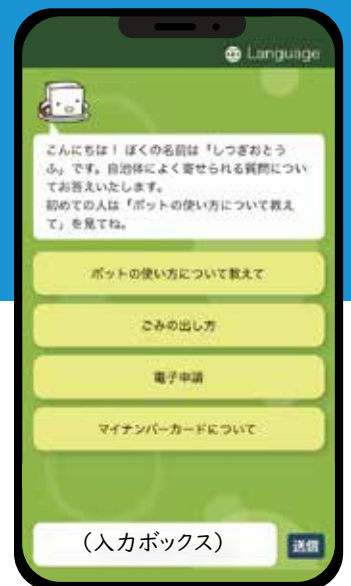 Language
こんにちは！ ぼくの名前は「しつぎおとう
ふ」です。自治体によく寄せられる質問につい
てお答えいたします。
初めての人は「ボットの使い方について教え
て」を見てね。
ボットの使い方について教えて
ごみの出し方
電子申請
マイナンバーカードについて
（入力ボックス）
送信